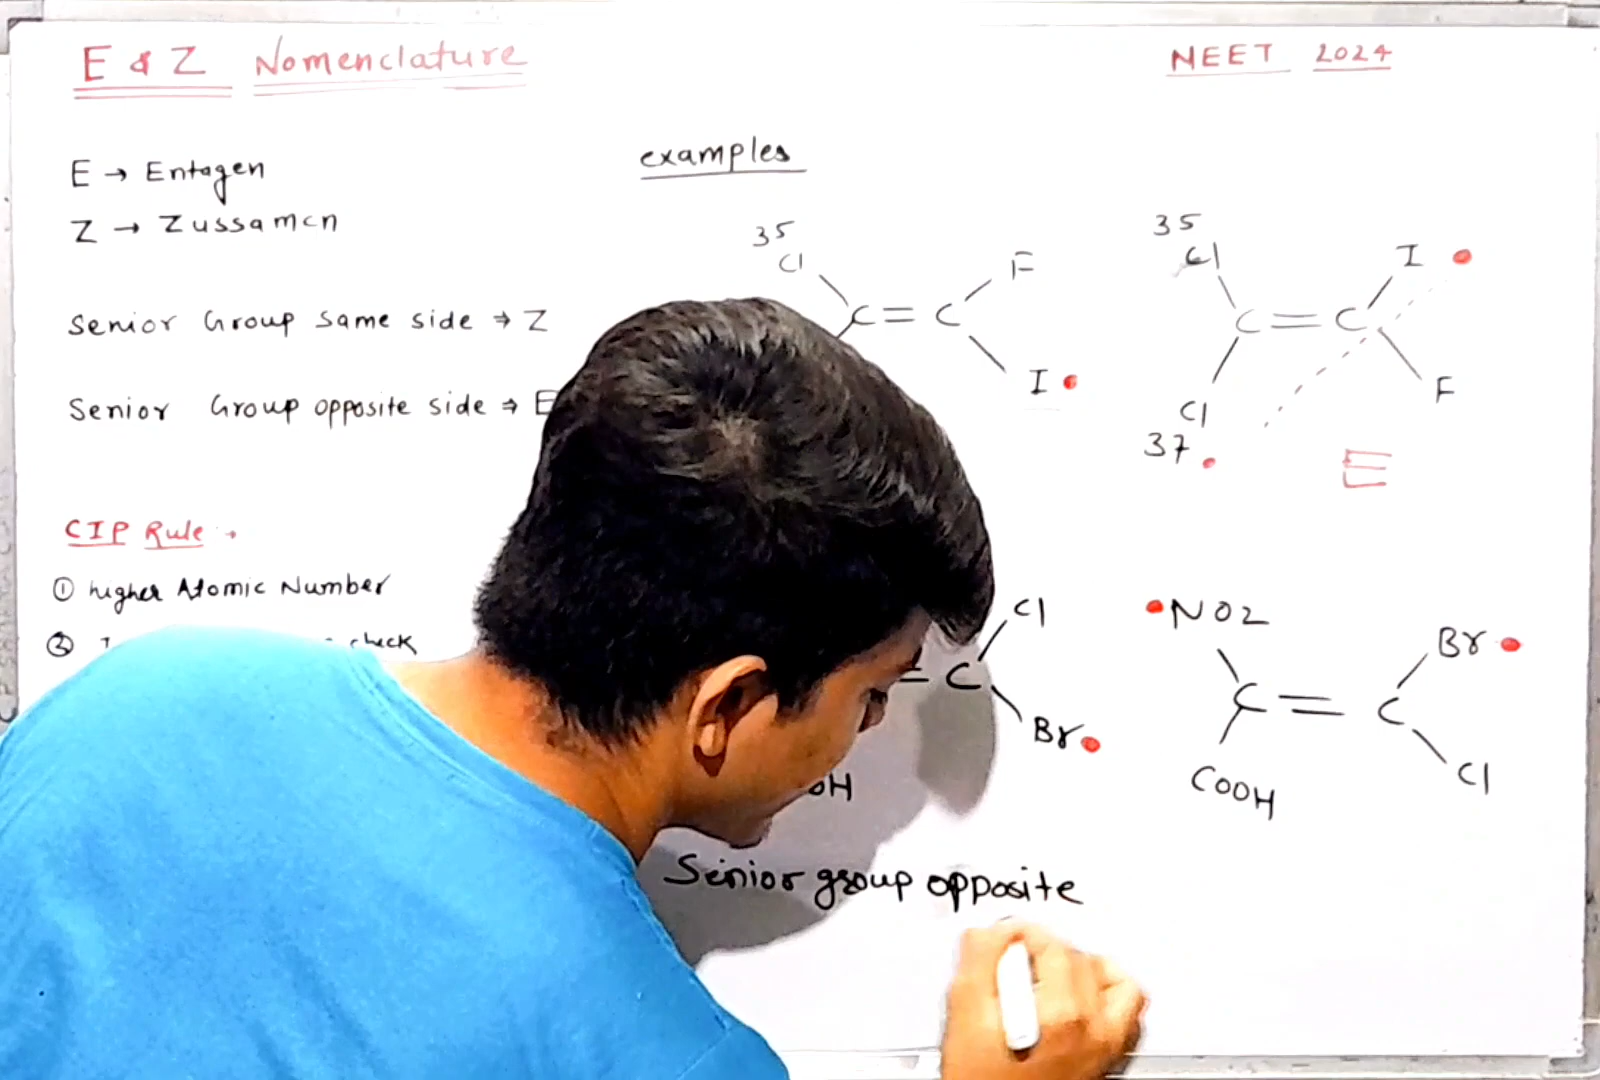 E & Z Nomenclature
NEET 2024
E → Entagen
Z → Zussamen
Senior Group same side ⇒ Z
Senior Group opposite side ⇒ E
CIP Rule →
① higher Atomic Number
② check
examples
35
Cl
F
C = C
I
35
Cl
I
C = C
Cl
F
37
E
Cl
= C
Br
OH
NO2
Br
C = C
COOH
Cl
Senior group opposite